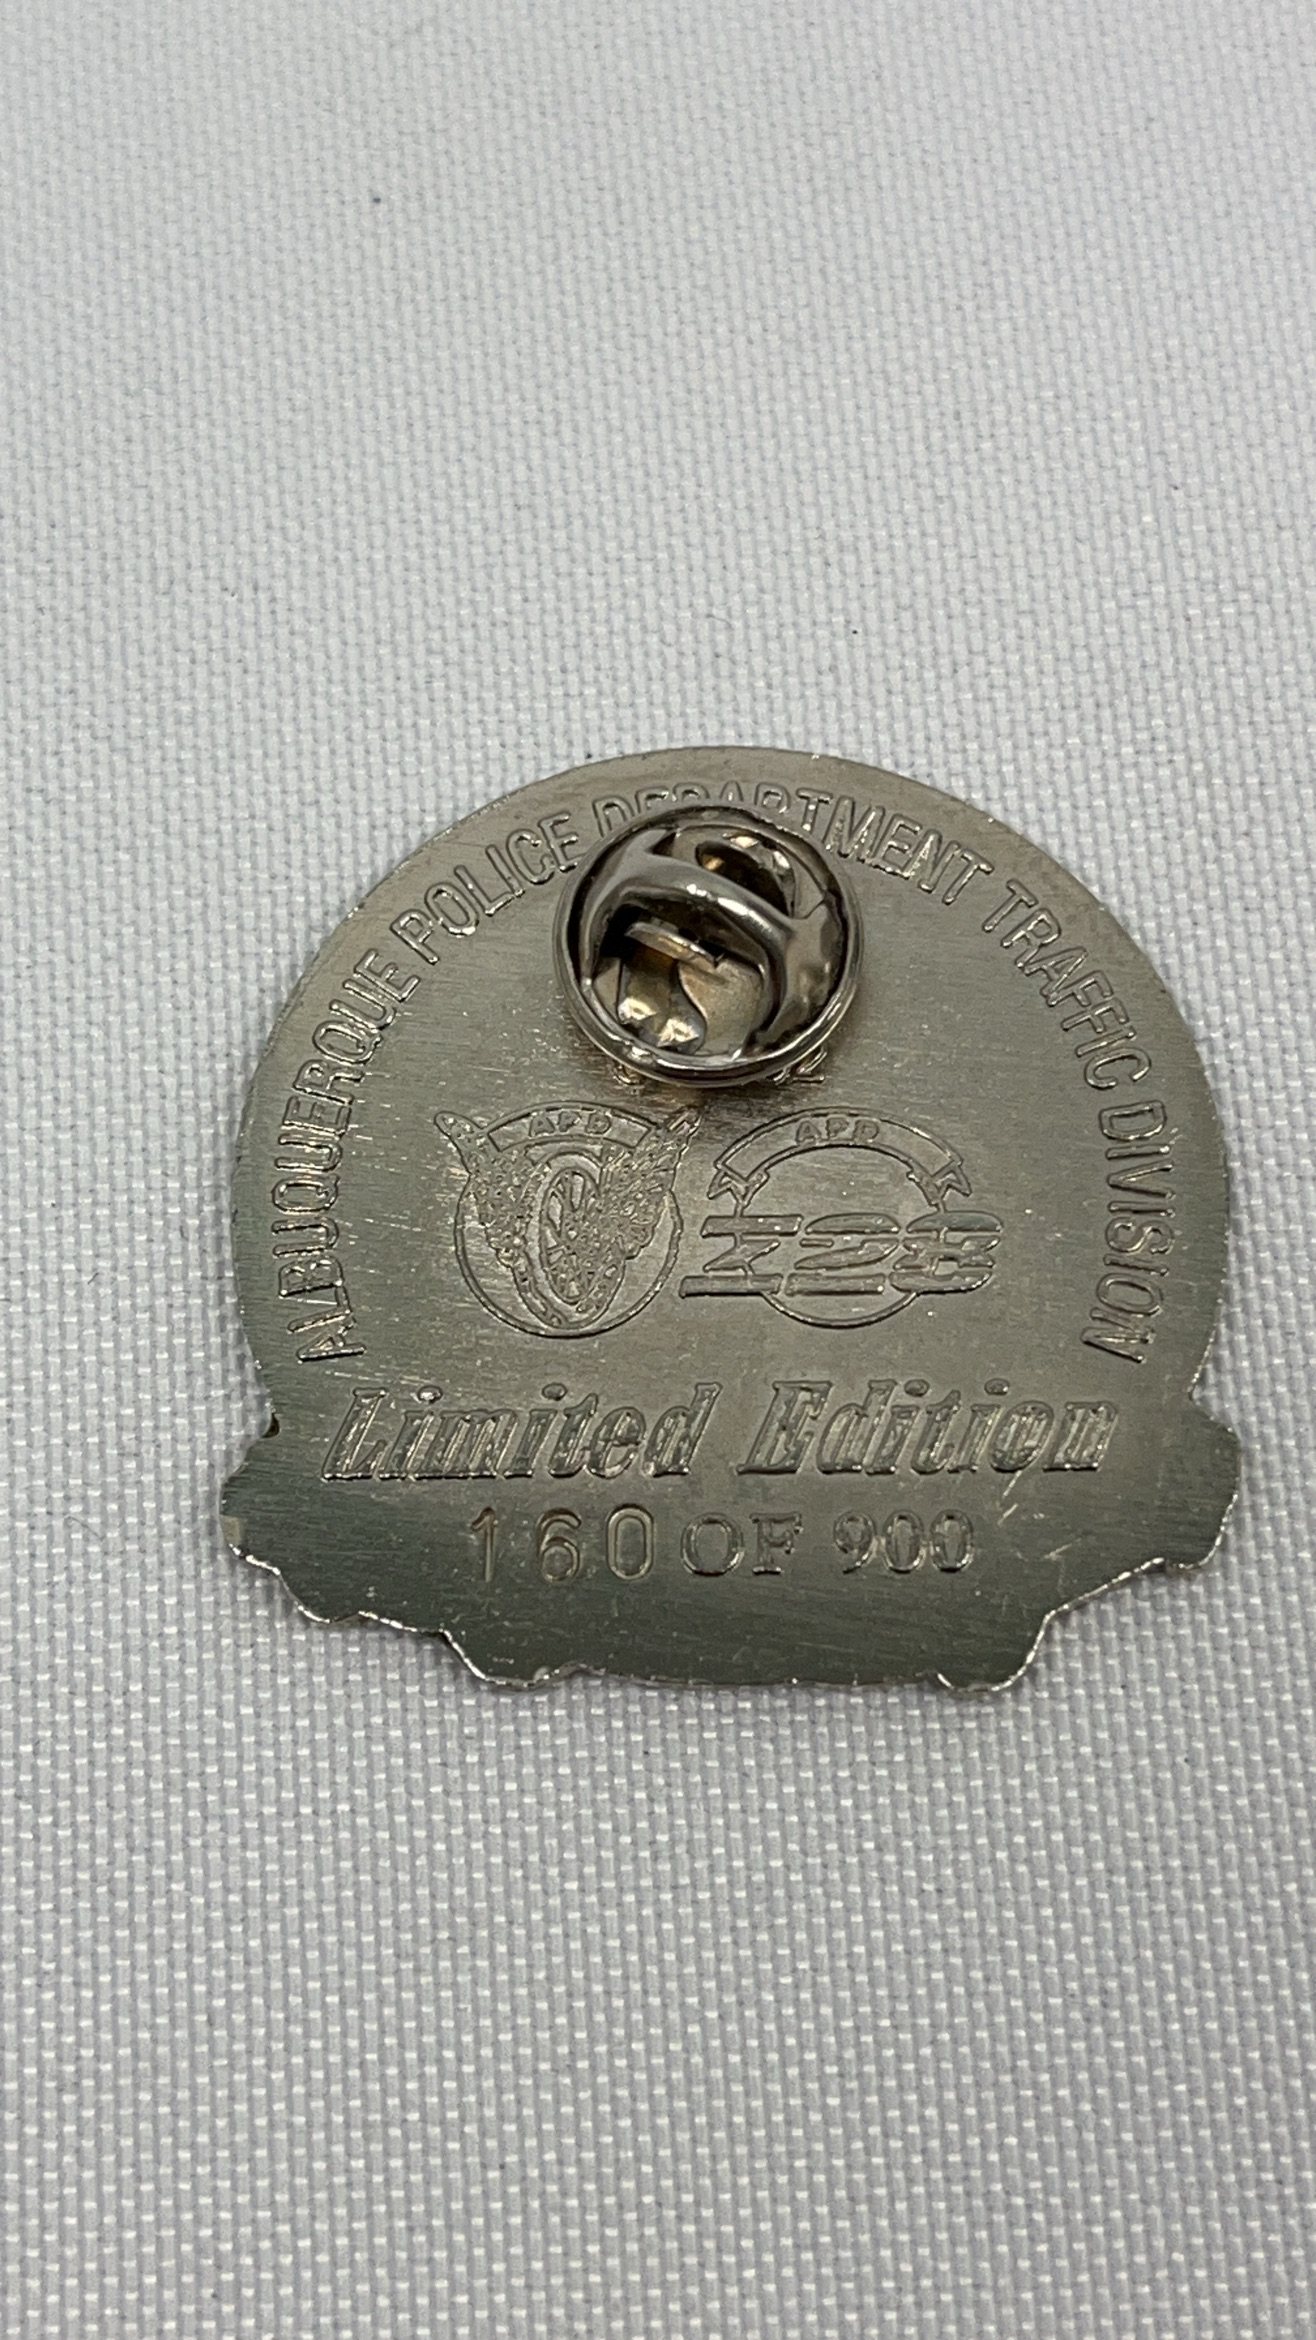 ALBUQUERQUE POLICE DEPARTMENT TRAFFIC DIVISION
APD
APD
Z28
Limited Edition
160 OF 900